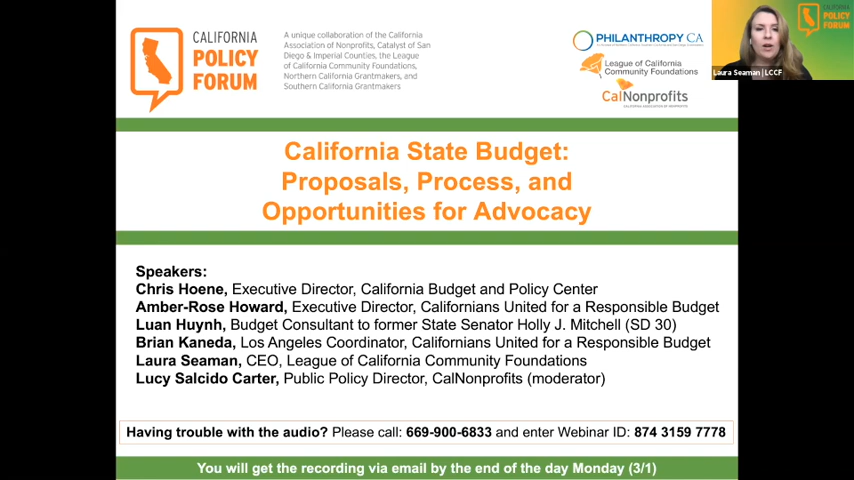 CALIFORNIA
POLICY
FORUM
A unique collaboration of the California
Association of Nonprofits, Catalyst of San
Diego & Imperial Counties, the League
of California Community Foundations,
Northern California Grantmakers, and
Southern California Grantmakers
PHILANTHROPY CA
League of California
Community Foundations
CalNonprofits
CALIFORNIA ASSOCIATION OF NONPROFITS
CALIFORNIA
POLICY
FORUM
Laura Seaman | LCCF
California State Budget:
Proposals, Process, and
Opportunities for Advocacy
Speakers:
Chris Hoene, Executive Director, California Budget and Policy Center
Amber-Rose Howard, Executive Director, Californians United for a Responsible Budget
Luan Huynh, Budget Consultant to former State Senator Holly J. Mitchell (SD 30)
Brian Kaneda, Los Angeles Coordinator, Californians United for a Responsible Budget
Laura Seaman, CEO, League of California Community Foundations
Lucy Salcido Carter, Public Policy Director, CalNonprofits (moderator)
Having trouble with the audio? Please call: 669-900-6833 and enter Webinar ID: 874 3159 7778
You will get the recording via email by the end of the day Monday (3/1)